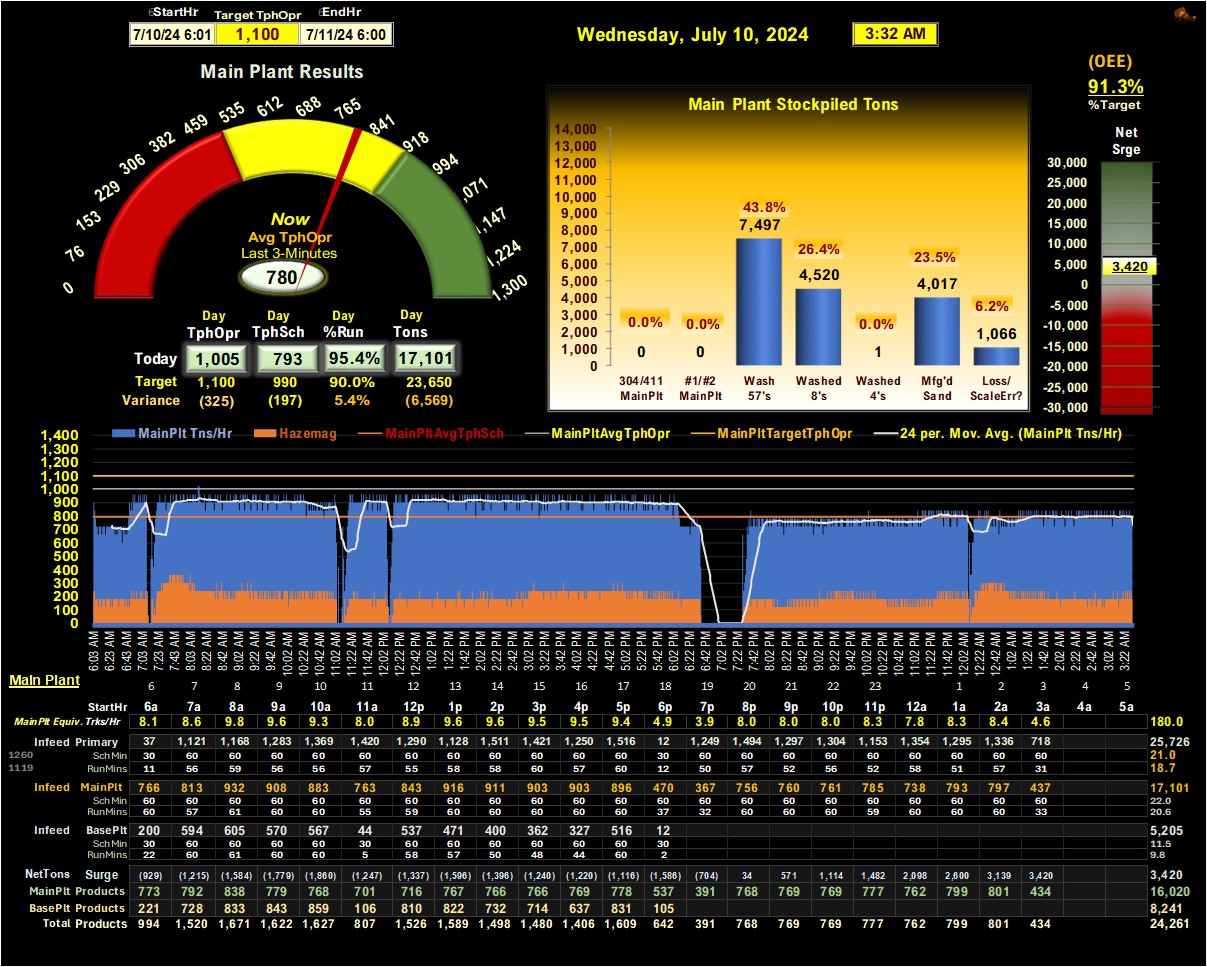 6StartHr Target TphOpr 6EndHr
7/10/24 6:01 1,100 7/11/24 6:00
Wednesday, July 10, 2024 3:32 AM
(OEE)
91.3%
%Target
Net
Srge
30,000
25,000
20,000
15,000
10,000
5,000
0
-5,000
-10,000
-15,000
-20,000
-25,000
-30,000
3,420
Main Plant Results
0 76 153 229 306 382 459 535 612 688 765 841 918 994 ,071 1,147 1,224 1,300
Now
Avg TphOpr
Last 3-Minutes
780
Day Day Day Day
TphOpr TphSch %Run Tons
Today 1,005 793 95.4% 17,101
Target 1,100 990 90.0% 23,650
Variance (325) (197) 5.4% (6,569)
Main Plant Stockpiled Tons
14,000
13,000
12,000
11,000
10,000
9,000
8,000
7,000
6,000
5,000
4,000
3,000
2,000
1,000
0
0.0% 0.0% 43.8% 26.4% 0.0% 23.5% 6.2%
0 0 7,497 4,520 1 4,017 1,066
304/411 #1/#2 Wash Washed Washed Mfg'd Loss/
MainPlt MainPlt 57's 8's 4's Sand ScaleErr?
MainPlt Tns/Hr Hazemag MainPltAvgTphSch MainPltAvgTphOpr MainPltTargetTphOpr 24 per. Mov. Avg. (MainPlt Tns/Hr)
1,400
1,300
1,200
1,100
1,000
900
800
700
600
500
400
300
200
100
0
6:03 AM 6:23 AM 6:43 AM 7:03 AM 7:23 AM 7:43 AM 8:02 AM 8:22 AM 8:42 AM 9:02 AM 9:22 AM 9:42 AM 10:02 AM 10:22 AM 10:42 AM 11:02 AM 11:22 AM 11:42 AM 12:02 PM 12:22 PM 12:42 PM 1:02 PM 1:22 PM 1:42 PM 2:02 PM 2:22 PM 2:42 PM 3:02 PM 3:22 PM 3:42 PM 4:02 PM 4:22 PM 4:42 PM 5:02 PM 5:22 PM 5:42 PM 6:02 PM 6:22 PM 6:42 PM 7:02 PM 7:22 PM 7:42 PM 8:02 PM 8:22 PM 8:42 PM 9:02 PM 9:22 PM 9:42 PM 10:02 PM 10:22 PM 10:42 PM 11:02 PM 11:22 PM 11:42 PM 12:02 AM 12:22 AM 12:42 AM 1:02 AM 1:22 AM 1:42 AM 2:02 AM 2:22 AM 2:42 AM 3:02 AM 3:22 AM
Main Plant 6 7 8 9 10 11 12 13 14 15 16 17 18 19 20 21 22 23 1 2 3 4 5
StartHr 6a 7a 8a 9a 10a 11a 12p 1p 2p 3p 4p 5p 6p 7p 8p 9p 10p 11p 12a 1a 2a 3a 4a 5a
MainPlt Equiv. Trks/Hr 8.1 8.6 9.8 9.6 9.3 8.0 8.9 9.6 9.6 9.5 9.5 9.4 4.9 3.9 8.0 8.0 8.0 8.3 7.8 8.3 8.4 4.6 180.0
Infeed Primary 37 1,121 1,168 1,283 1,369 1,420 1,290 1,128 1,511 1,421 1,250 1,516 12 1,249 1,494 1,297 1,304 1,153 1,354 1,295 1,336 718 25,726
1260 Sch Min 30 60 60 60 60 60 60 60 60 60 60 60 30 60 60 60 60 60 60 60 60 60 21.0
1119 RunMins 11 56 59 56 56 57 55 58 58 60 57 60 12 50 57 52 56 52 58 51 57 31 18.7
Infeed MainPlt 766 813 932 908 883 763 843 916 911 903 903 896 470 367 756 760 761 785 738 793 797 437 17,101
Sch Min 60 60 60 60 60 60 60 60 60 60 60 60 60 60 60 60 60 60 60 60 60 60 22.0
RunMins 60 57 61 60 60 55 59 60 60 60 60 60 37 32 60 60 60 59 60 60 60 33 20.6
Infeed BasePlt 200 594 605 570 567 44 537 471 400 362 327 516 12 5,205
Sch Min 30 60 60 60 60 30 60 60 60 60 60 60 30 11.5
RunMins 22 60 61 60 60 5 58 57 50 48 44 60 2 9.8
NetTons Surge (929) (1,215) (1,584) (1,779) (1,860) (1,247) (1,337) (1,596) (1,396) (1,240) (1,220) (1,116) (1,586) (704) 34 571 1,114 1,482 2,098 2,600 3,139 3,420 3,420
MainPlt Products 773 792 838 779 768 701 716 767 766 766 769 778 537 391 768 769 769 777 762 799 801 434 16,020
BasePlt Products 221 728 833 843 859 106 810 822 732 714 637 831 105 8,241
Total Products 994 1,520 1,671 1,622 1,627 807 1,526 1,589 1,498 1,480 1,406 1,609 642 391 768 769 769 777 762 799 801 434 24,261